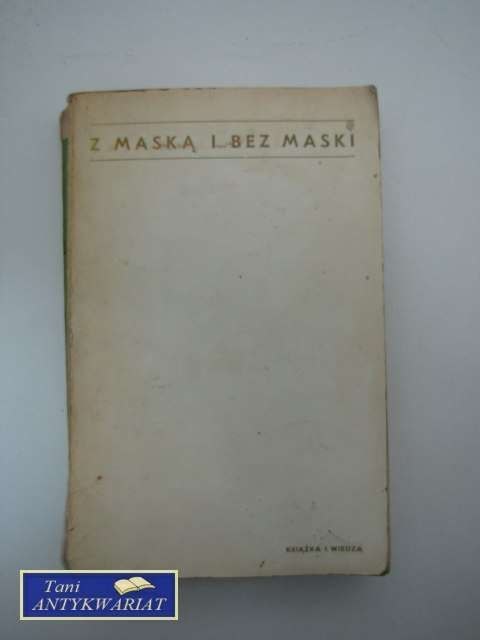 Z MASKĄ I BEZ MASKI
KSIĄŻKA I WIEDZA
Tani
ANTYKWARIAT